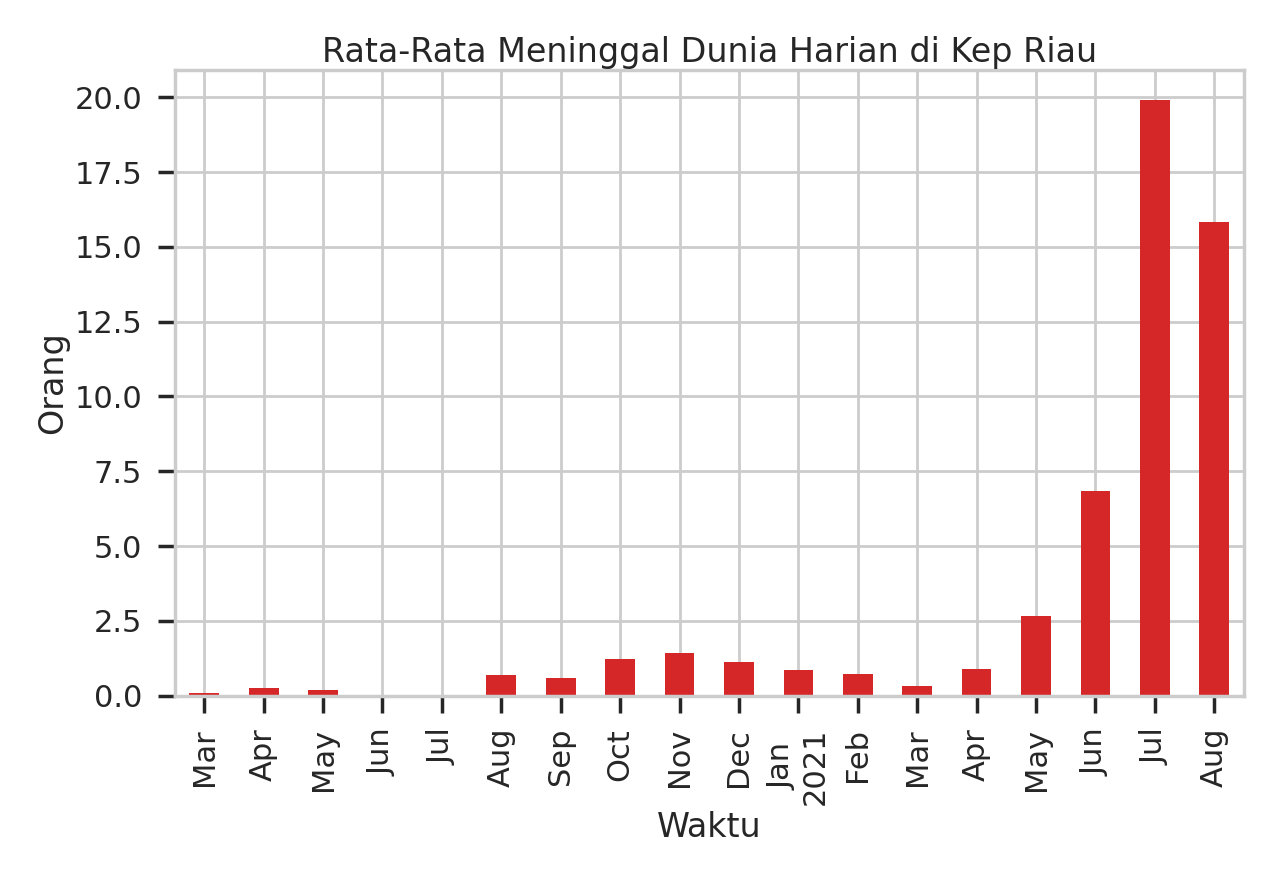 Rata-Rata Meninggal Dunia Harian di Kep Riau
Orang
20.0
17.5
15.0
12.5
10.0
7.5
5.0
2.5
0.0
Mar
Apr
May
Jun
Jul
Aug
Sep
Oct
Nov
Dec
Jan
2021
Feb
Mar
Apr
May
Jun
Jul
Aug
Waktu